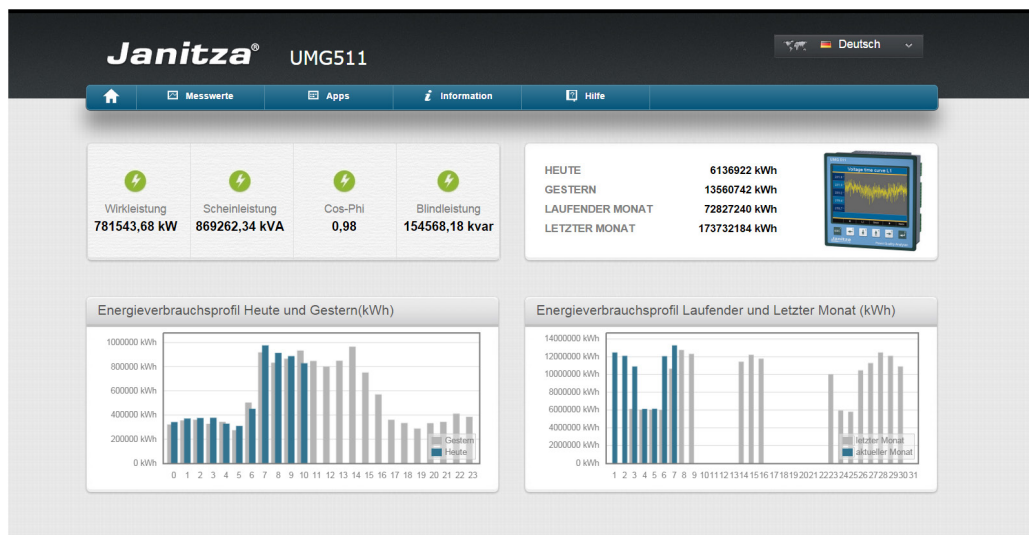 Janitza® UMG511
Deutsch
Messwerte Apps Information Hilfe
Wirkleistung Scheinleistung Cos-Phi Blindleistung
781543,68 kW 869262,34 kVA 0,98 154568,18 kvar
HEUTE 6136922 kWh
GESTERN 13560742 kWh
LAUFENDER MONAT 72827240 kWh
LETZTER MONAT 173732184 kWh
UMG 511
Voltage time curve L1
Janitza
Energieverbrauchsprofil Heute und Gestern(kWh)
1000000 kWh
800000 kWh
600000 kWh
400000 kWh
200000 kWh
0 kWh
0 1 2 3 4 5 6 7 8 9 10 11 12 13 14 15 16 17 18 19 20 21 22 23
Gestern
Heute
Energieverbrauchsprofil Laufender und Letzter Monat (kWh)
14000000 kWh
12000000 kWh
10000000 kWh
8000000 kWh
6000000 kWh
4000000 kWh
2000000 kWh
0 kWh
1 2 3 4 5 6 7 8 9 10 11 12 13 14 15 16 17 18 19 20 21 22 23 24 25 26 27 28 29 30 31
letzter Monat
aktueller Monat